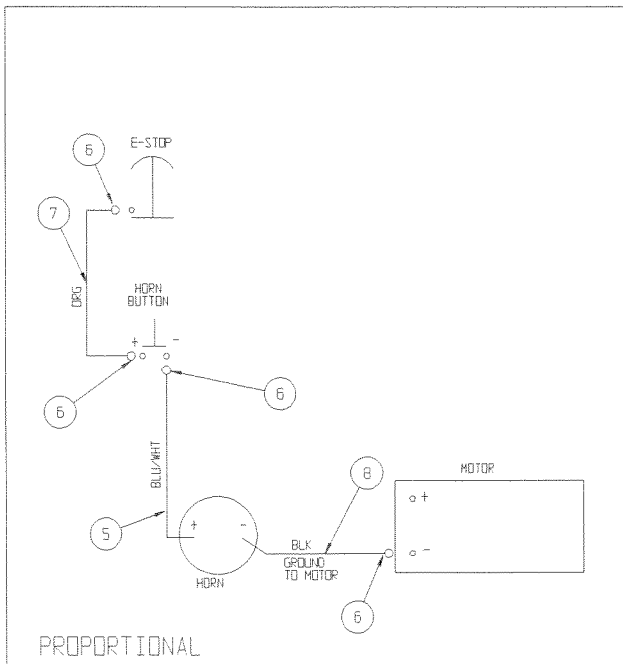 E-STOP
6
7
ORG
HORN
BUTTON
+ -
6
6
BLU/WHT
5
+ -
HORN
BLK
GROUND
TO MOTOR
8
MOTOR
+
-
6
PROPORTIONAL